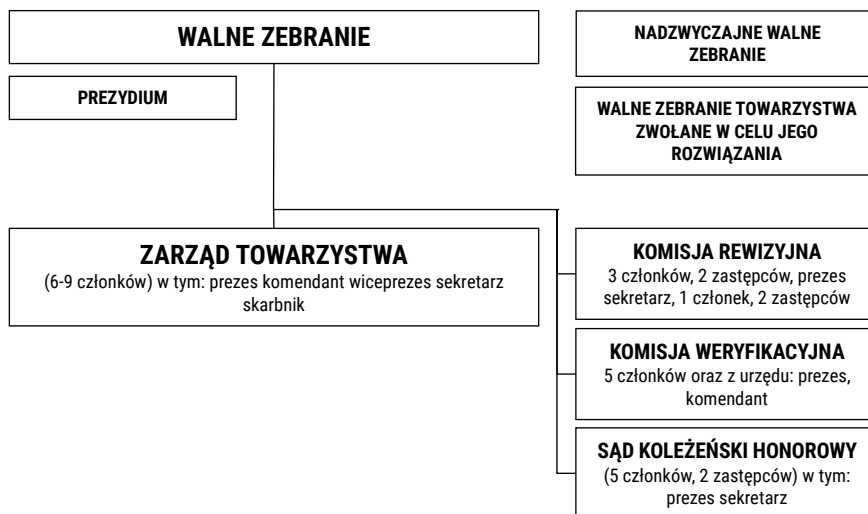 WALNE ZEBRANIE
PREZYDIUM
NADZWYCZAJNE WALNE
ZEBRANIE
WALNE ZEBRANIE TOWARZYSTWA
ZWOŁANE W CELU JEGO
ROZWIĄZANIA
ZARZĄD TOWARZYSTWA
(6-9 członków) w tym: prezes komendant wiceprezes sekretarz
skarbnik
KOMISJA REWIZYJNA
3 członków, 2 zastępców, prezes
sekretarz, 1 członek, 2 zastępców
KOMISJA WERYFIKACYJNA
5 członków oraz z urzędu: prezes,
komendant
SĄD KOLEŻEŃSKI HONOROWY
(5 członków, 2 zastępców) w tym:
prezes sekretarz